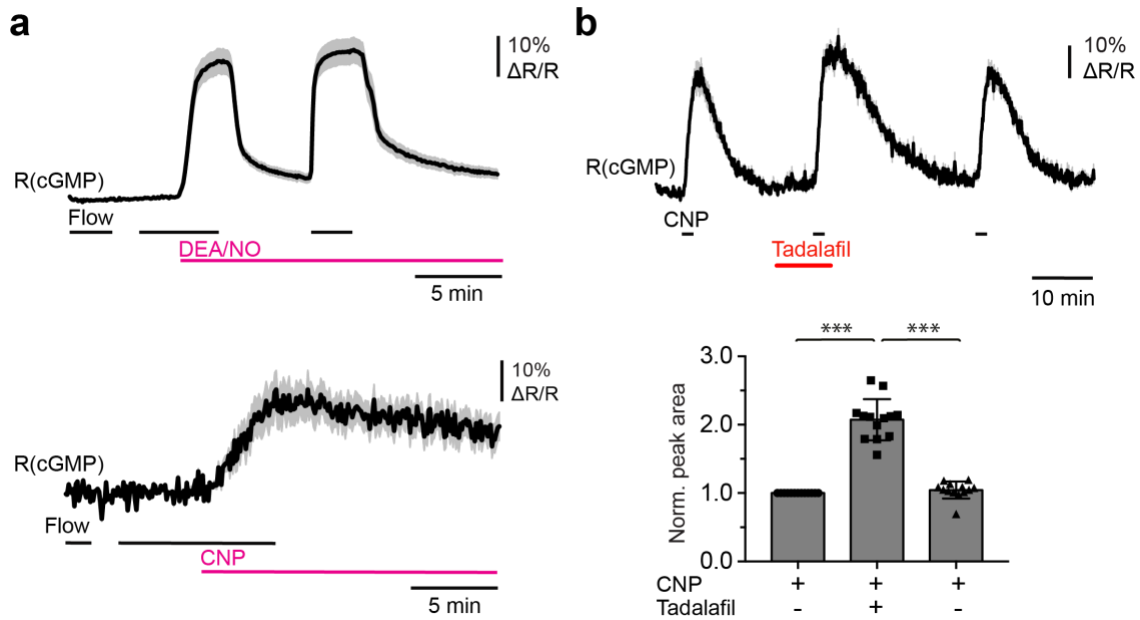 a
10%
ΔR/R
R(cGMP)
Flow
DEA/NO
5 min
10%
ΔR/R
R(cGMP)
Flow
CNP
5 min
b
10%
ΔR/R
R(cGMP)
CNP
Tadalafil
10 min
*** ***
3.0
2.0
1.0
0.0
Norm. peak area
CNP + + +
Tadalafil - + -